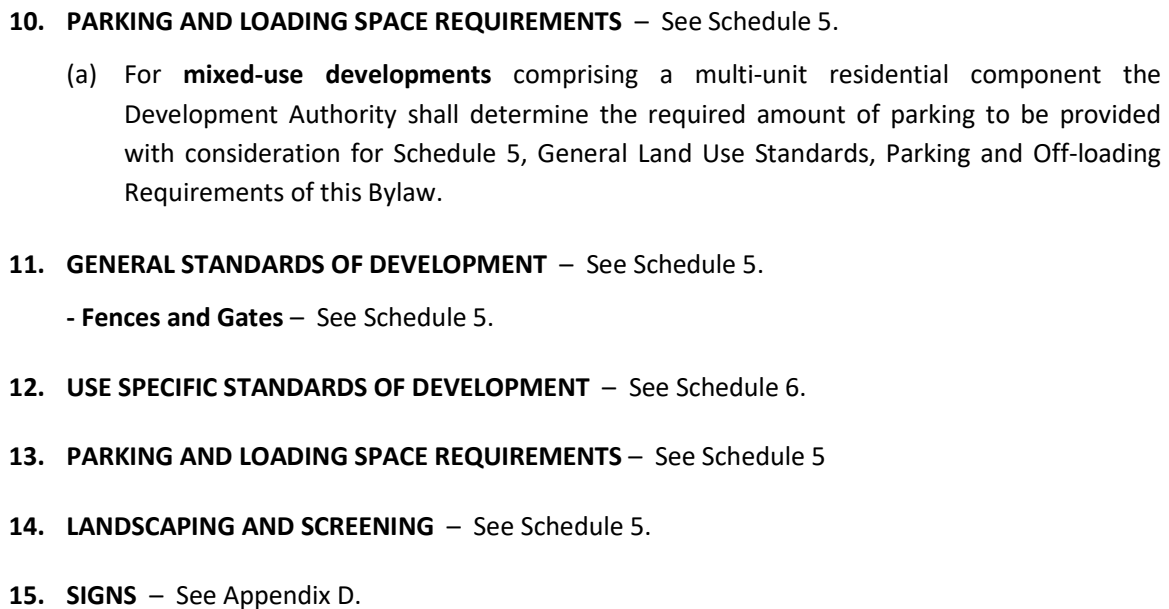 10. PARKING AND LOADING SPACE REQUIREMENTS – See Schedule 5.
(a) For mixed-use developments comprising a multi-unit residential component the
Development Authority shall determine the required amount of parking to be provided
with consideration for Schedule 5, General Land Use Standards, Parking and Off-loading
Requirements of this Bylaw.
11. GENERAL STANDARDS OF DEVELOPMENT – See Schedule 5.
- Fences and Gates – See Schedule 5.
12. USE SPECIFIC STANDARDS OF DEVELOPMENT – See Schedule 6.
13. PARKING AND LOADING SPACE REQUIREMENTS – See Schedule 5
14. LANDSCAPING AND SCREENING – See Schedule 5.
15. SIGNS – See Appendix D.